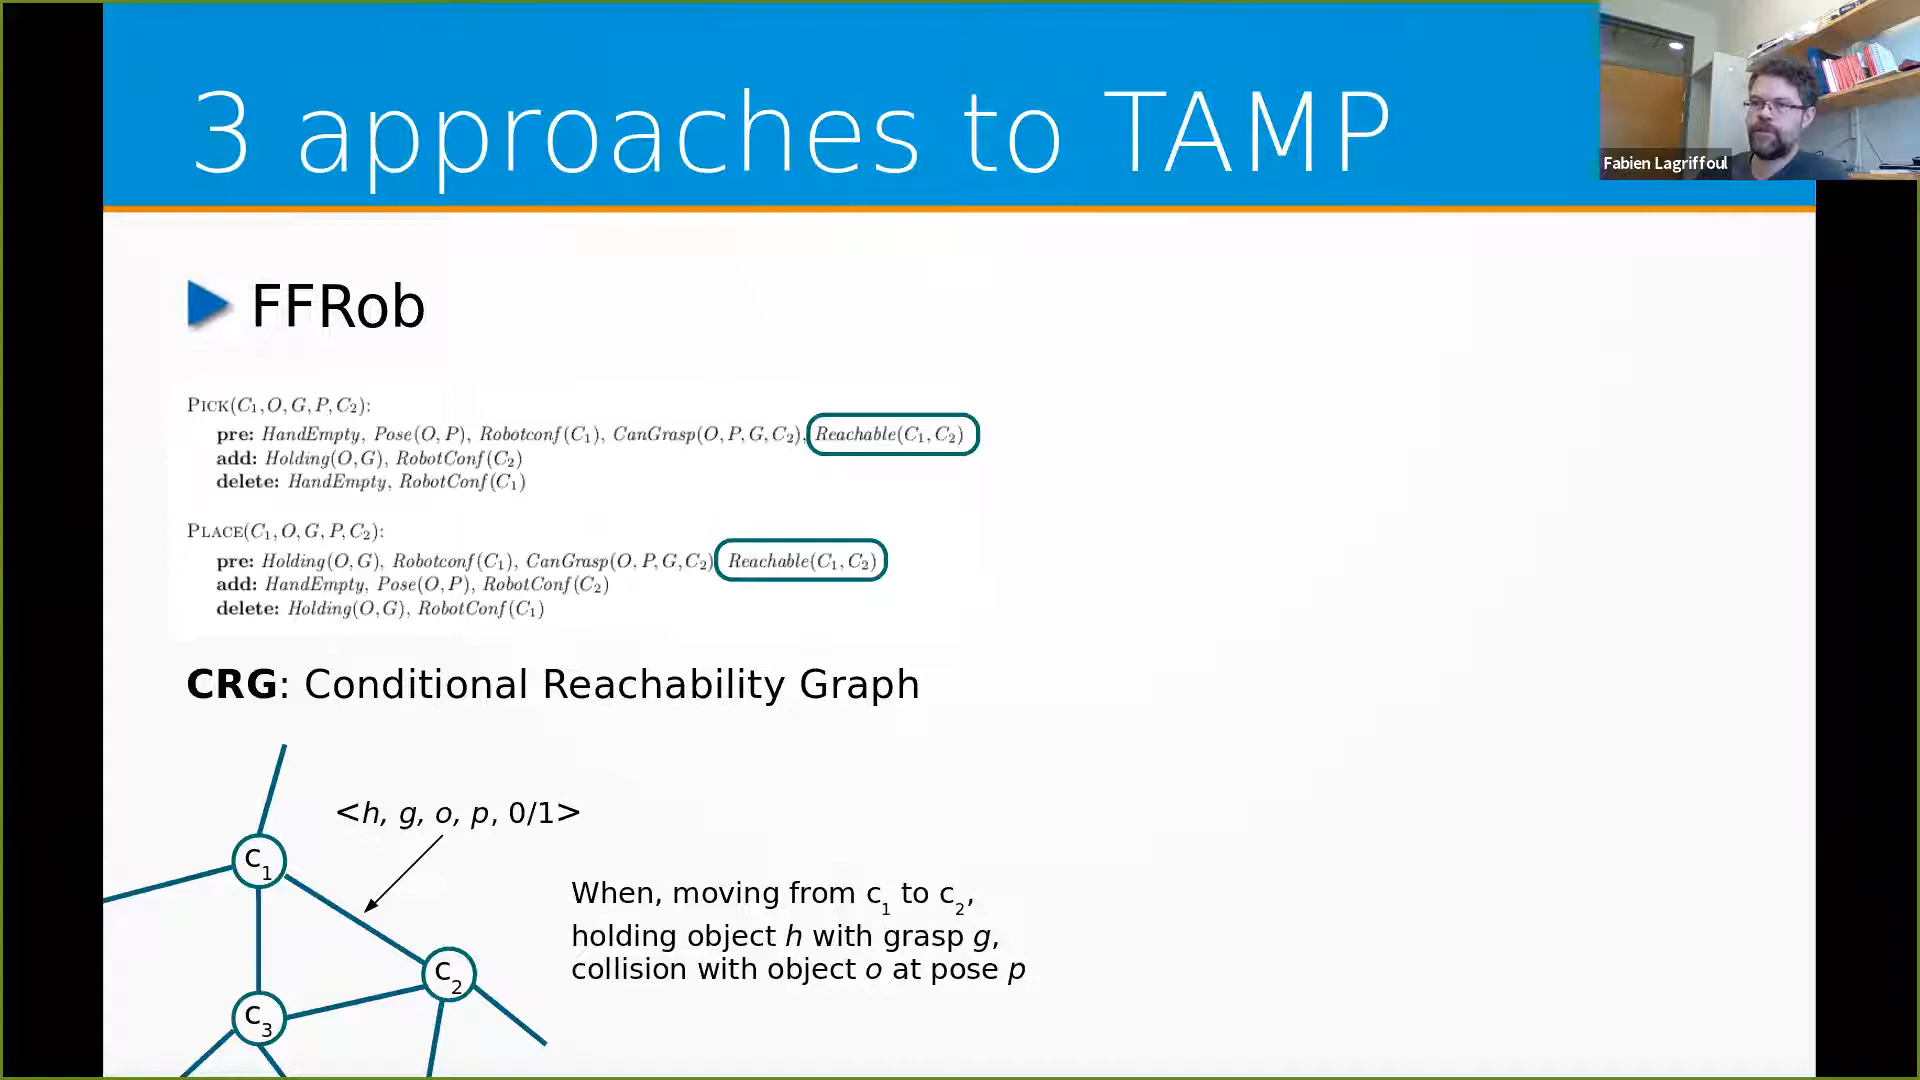 3 approaches to TAMP
Fabien Lagriffoul
FFRob
PICK(C₁, O, G, P, C₂):
pre: HandEmpty, Pose(O, P), Robotconf(C₁), CanGrasp(O, P, G, C₂), Reachable(C₁, C₂)
add: Holding(O, G), RobotConf(C₂)
delete: HandEmpty, RobotConf(C₁)
PLACE(C₁, O, G, P, C₂):
pre: Holding(O, G), Robotconf(C₁), CanGrasp(O, P, G, C₂) Reachable(C₁, C₂)
add: HandEmpty, Pose(O, P), RobotConf(C₂)
delete: Holding(O, G), RobotConf(C₁)
CRG: Conditional Reachability Graph
<h, g, o, p, 0/1>
c₁
When, moving from c₁ to c₂,
holding object h with grasp g,
collision with object o at pose p
c₂
c₃